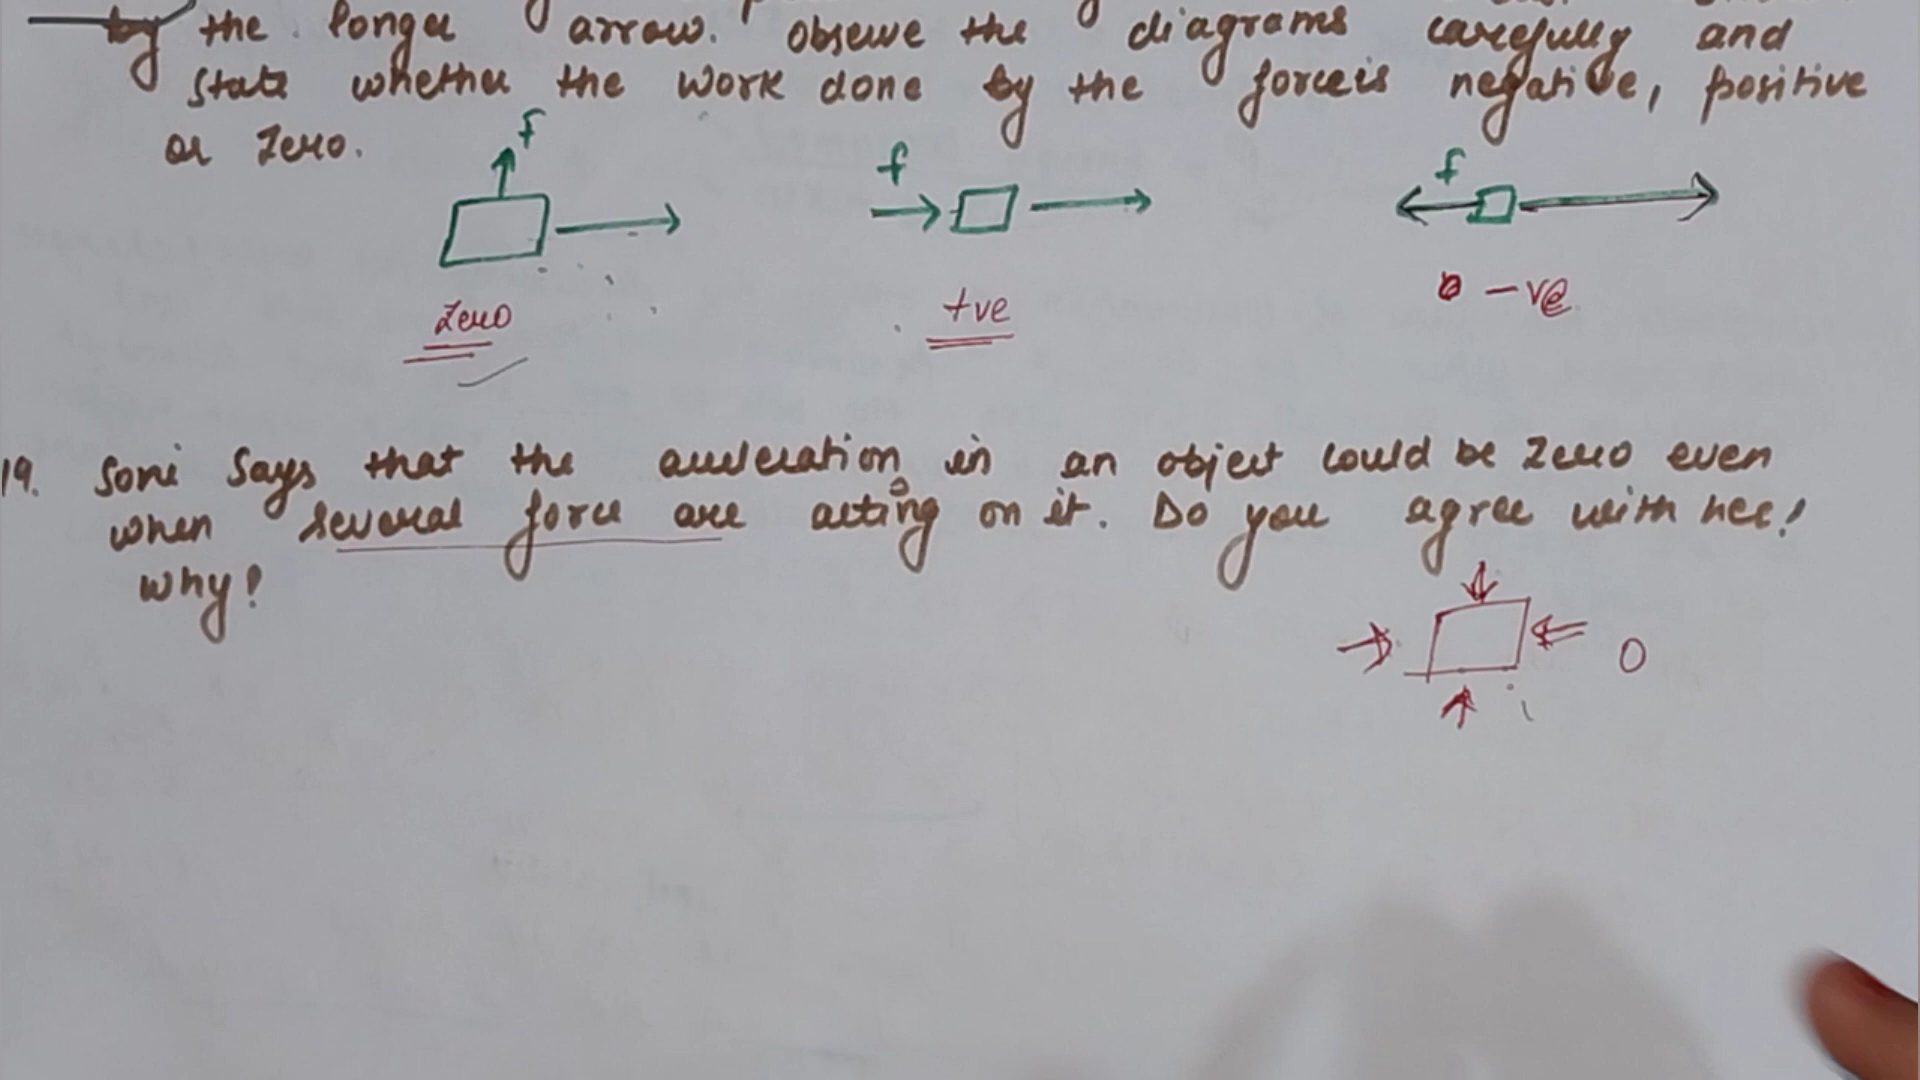 by the longer arrow. Observe the diagrams carefully and
state whether the work done by the force is negative, positive
or zero.
F
f
f
zero
+ve
-ve
19. Soni says that the acceleration in an object could be zero even
when several force are acting on it. Do you agree with her!
why!
0